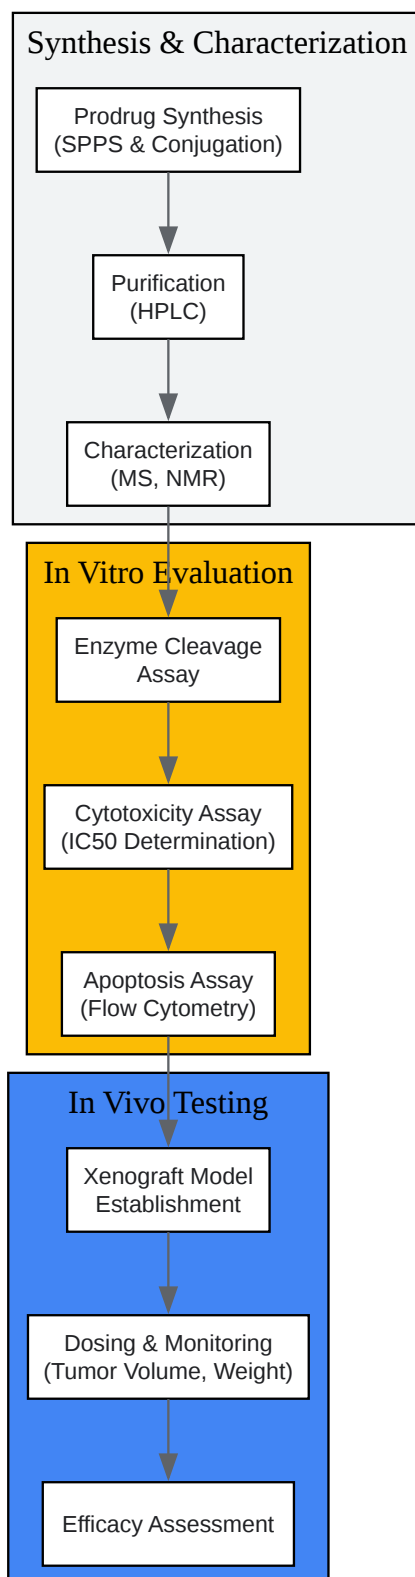 Synthesis & Characterization
Prodrug Synthesis
(SPPS & Conjugation)
Purification
(HPLC)
Characterization
(MS, NMR)
In Vitro Evaluation
Enzyme Cleavage
Assay
Cytotoxicity Assay
(IC50 Determination)
Apoptosis Assay
(Flow Cytometry)
In Vivo Testing
Xenograft Model
Establishment
Dosing & Monitoring
(Tumor Volume, Weight)
Efficacy Assessment